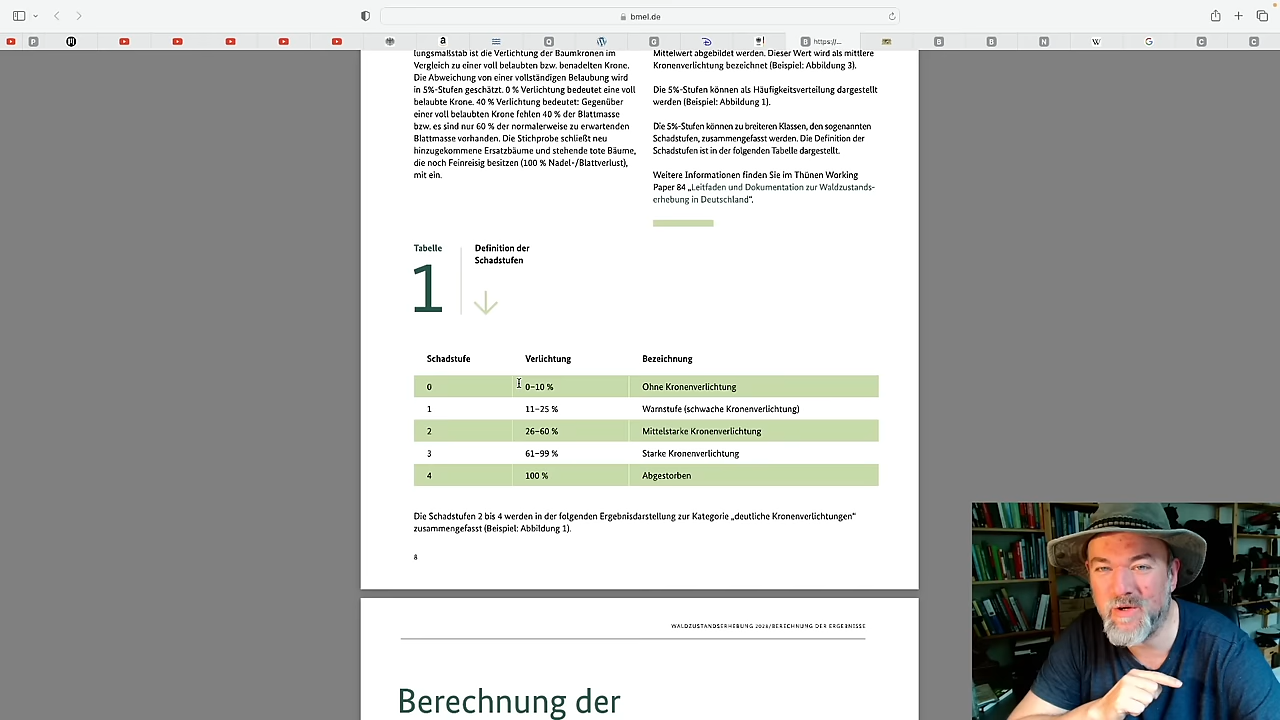 bmel.de
https://...
lungsmaßstab ist die Verlichtung der Baumkronen im
Vergleich zu einer voll belaubten bzw. benadelten Krone.
Die Abweichung von einer vollständigen Belaubung wird
in 5%-Stufen geschätzt. 0 % Verlichtung bedeutet eine voll
belaubte Krone. 40 % Verlichtung bedeutet: Gegenüber
einer voll belaubten Krone fehlen 40 % der Blattmasse
bzw. es sind nur 60 % der normalerweise zu erwartenden
Blattmasse vorhanden. Die Stichprobe schließt neu
hinzugekommene Ersatzbäume und stehende tote Bäume,
die noch Feinreisig besitzen (100 % Nadel-/Blattverlust),
mit ein.
Mittelwert abgebildet werden. Dieser Wert wird als mittlere
Kronenverlichtung bezeichnet (Beispiel: Abbildung 3).
Die 5%-Stufen können als Häufigkeitsverteilung dargestellt
werden (Beispiel: Abbildung 1).
Die 5%-Stufen können zu breiteren Klassen, den sogenannten
Schadstufen, zusammengefasst werden. Die Definition der
Schadstufen ist in der folgenden Tabelle dargestellt.
Weitere Informationen finden Sie im Thünen Working
Paper 84 „Leitfaden und Dokumentation zur Waldzustands-
erhebung in Deutschland“.
Tabelle
1
Definition der
Schadstufen
Schadstufe Verlichtung Bezeichnung
0 0–10 % Ohne Kronenverlichtung
1 11–25 % Warnstufe (schwache Kronenverlichtung)
2 26–60 % Mittelstarke Kronenverlichtung
3 61–99 % Starke Kronenverlichtung
4 100 % Abgestorben
Die Schadstufen 2 bis 4 werden in der folgenden Ergebnisdarstellung zur Kategorie „deutliche Kronenverlichtungen“
zusammengefasst (Beispiel: Abbildung 1).
8
Berechnung der